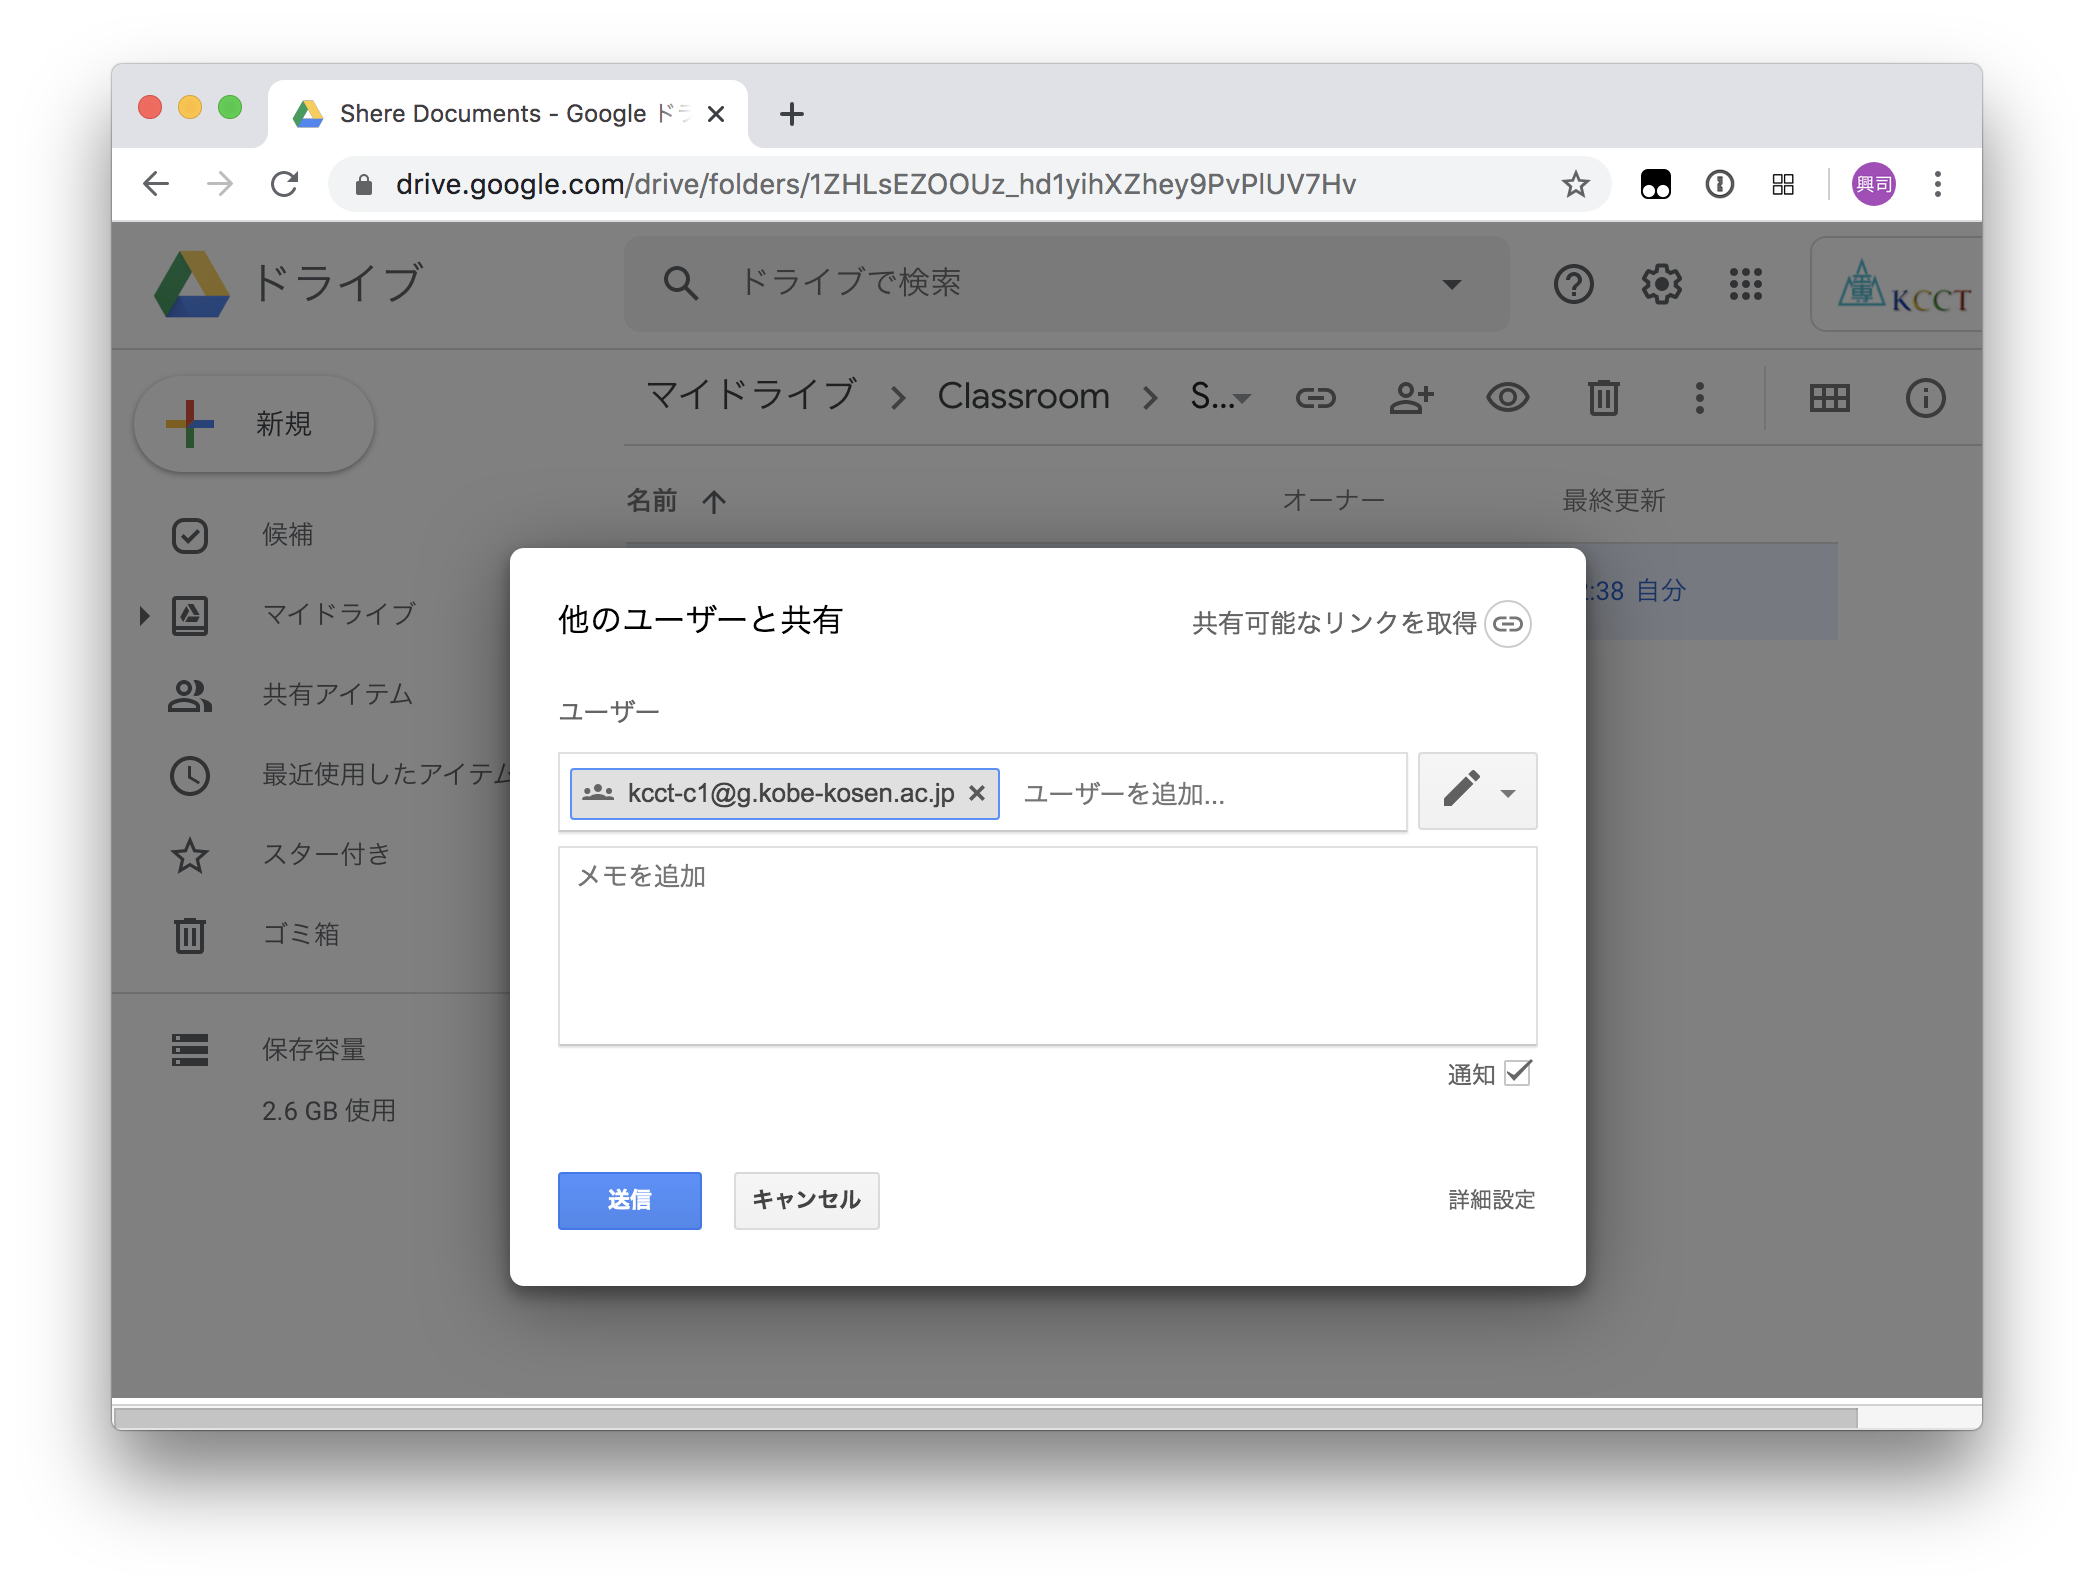 Shere Documents - Google ドラ
drive.google.com/drive/folders/1ZHLsEZOOUz_hd1yihXZhey9PvPlUV7Hv
興司
ドライブ
ドライブで検索
KCCT
新規
マイドライブ > Classroom > S...
名前 ↑ オーナー 最終更新
:38 自分
候補
マイドライブ
共有アイテム
最近使用したアイテム
スター付き
ゴミ箱
保存容量
2.6 GB 使用
他のユーザーと共有
共有可能なリンクを取得
ユーザー
kcct-c1@g.kobe-kosen.ac.jp × ユーザーを追加...
メモを追加
通知
送信 キャンセル 詳細設定